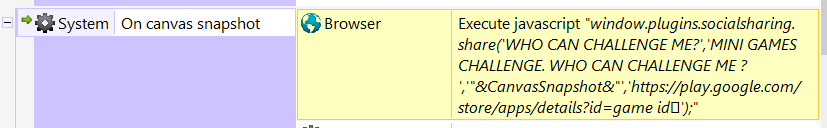 System On canvas snapshot Browser Execute javascript "window.plugins.socialsharing.
share('WHO CAN CHALLENGE ME?','MINI GAMES
CHALLENGE. WHO CAN CHALLENGE ME ?
','"&CanvasSnapshot&"','https://play.google.com/
store/apps/details?id=game id▯');"